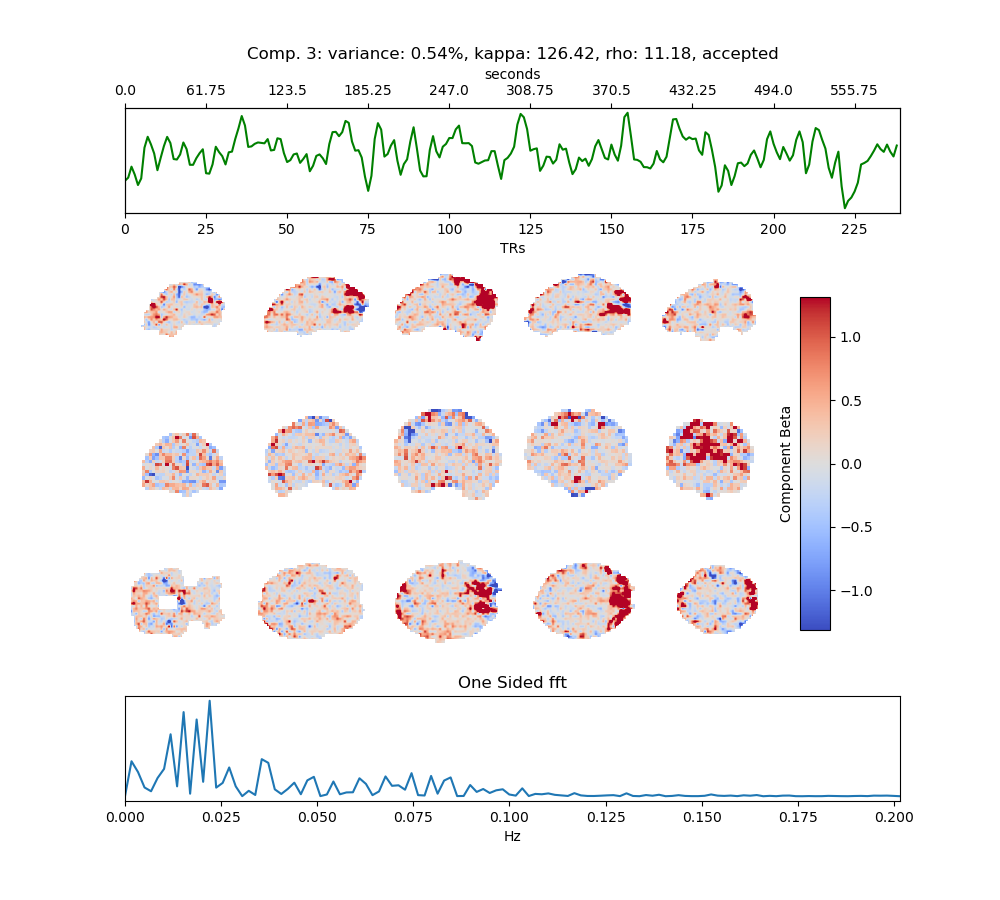 Comp. 3: variance: 0.54%, kappa: 126.42, rho: 11.18, accepted
seconds
0.0 61.75 123.5 185.25 247.0 308.75 370.5 432.25 494.0 555.75
0 25 50 75 100 125 150 175 200 225
TRs
1.0
0.5
0.0
−0.5
−1.0
Component Beta
One Sided fft
0.000 0.025 0.050 0.075 0.100 0.125 0.150 0.175 0.200
Hz